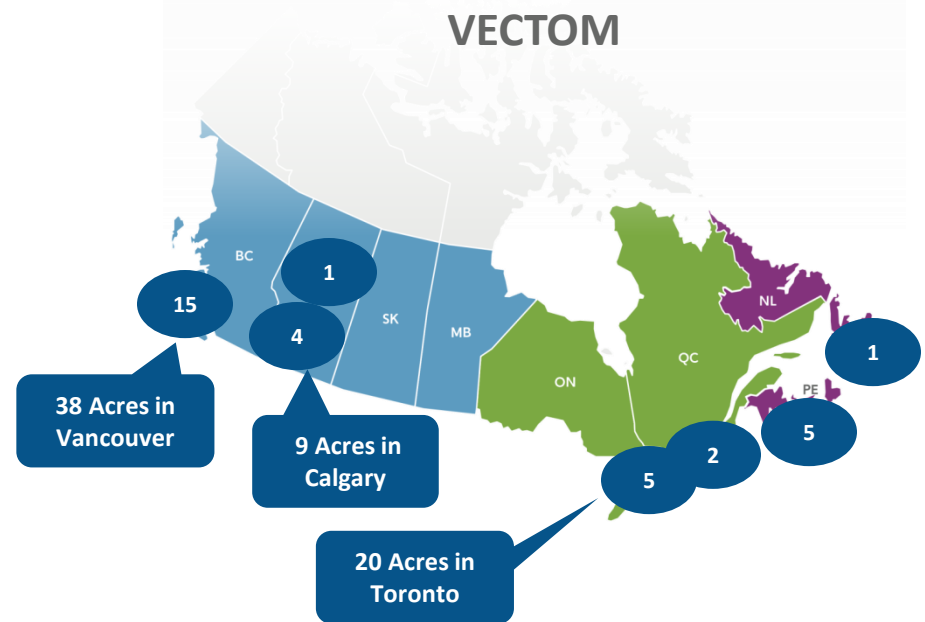 VECTOM
BC
1
15
4
SK
MB
NL
QC
1
ON
PE
5
2
5
38 Acres in
Vancouver
9 Acres in
Calgary
20 Acres in
Toronto